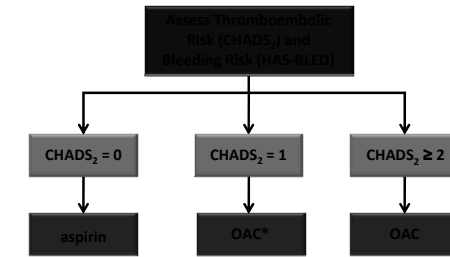 Assess Thromboembolic
Risk (CHADS₂) and
Bleeding Risk (HAS-BLED)
CHADS₂ = 0
CHADS₂ = 1
CHADS₂ ≥ 2
aspirin
OAC*
OAC